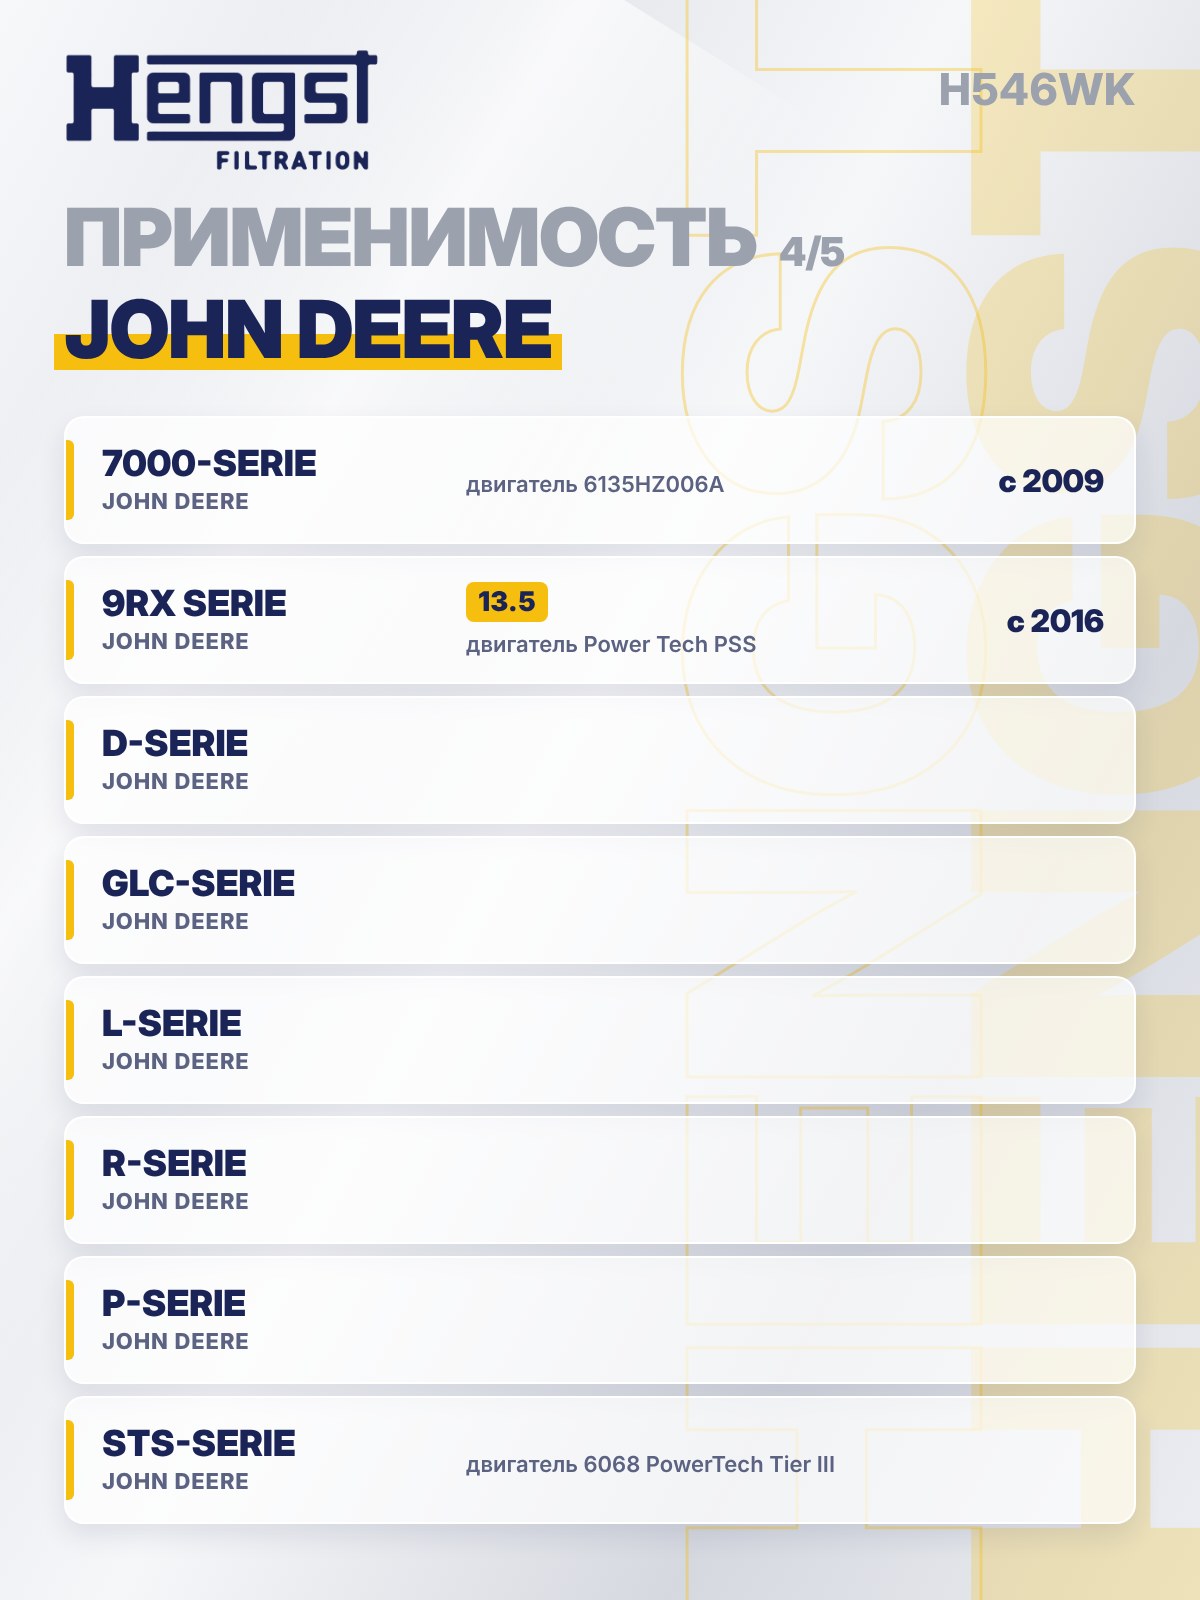 Hengst
FILTRATION
H546WK
ПРИМЕНИМОСТЬ 4/5
JOHN DEERE
7000-SERIE
JOHN DEERE
двигатель 6135HZ006A
с 2009
9RX SERIE
JOHN DEERE
13.5
двигатель Power Tech PSS
с 2016
D-SERIE
JOHN DEERE
GLC-SERIE
JOHN DEERE
L-SERIE
JOHN DEERE
R-SERIE
JOHN DEERE
P-SERIE
JOHN DEERE
STS-SERIE
JOHN DEERE
двигатель 6068 PowerTech Tier III
HENGST
HENGST